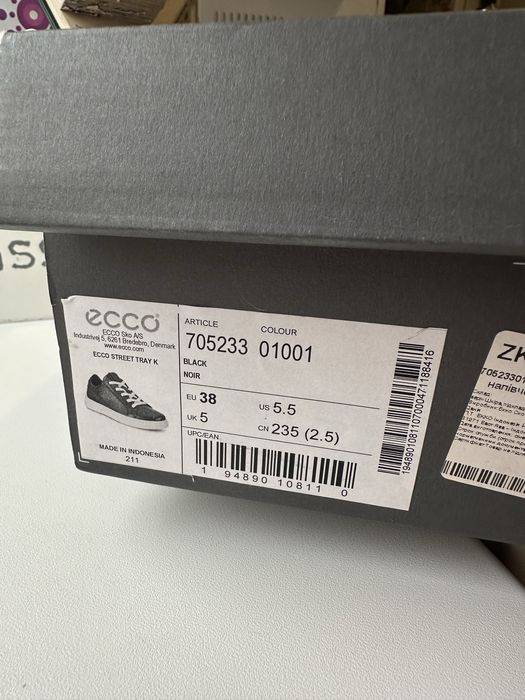 ecco
ECCO Sko A/S
Industrivej 5, 6261 Bredebro, Denmark
www.ecco.com
ECCO STREET TRAY K
MADE IN INDONESIA
211
ARTICLE COLOUR
705233 01001
BLACK
NOIR
EU 38 US 5.5
UK 5 CN 235 (2.5)
UPC/EAN
1 94890 10811 0
1948901081107000471188416
ZK
напівч